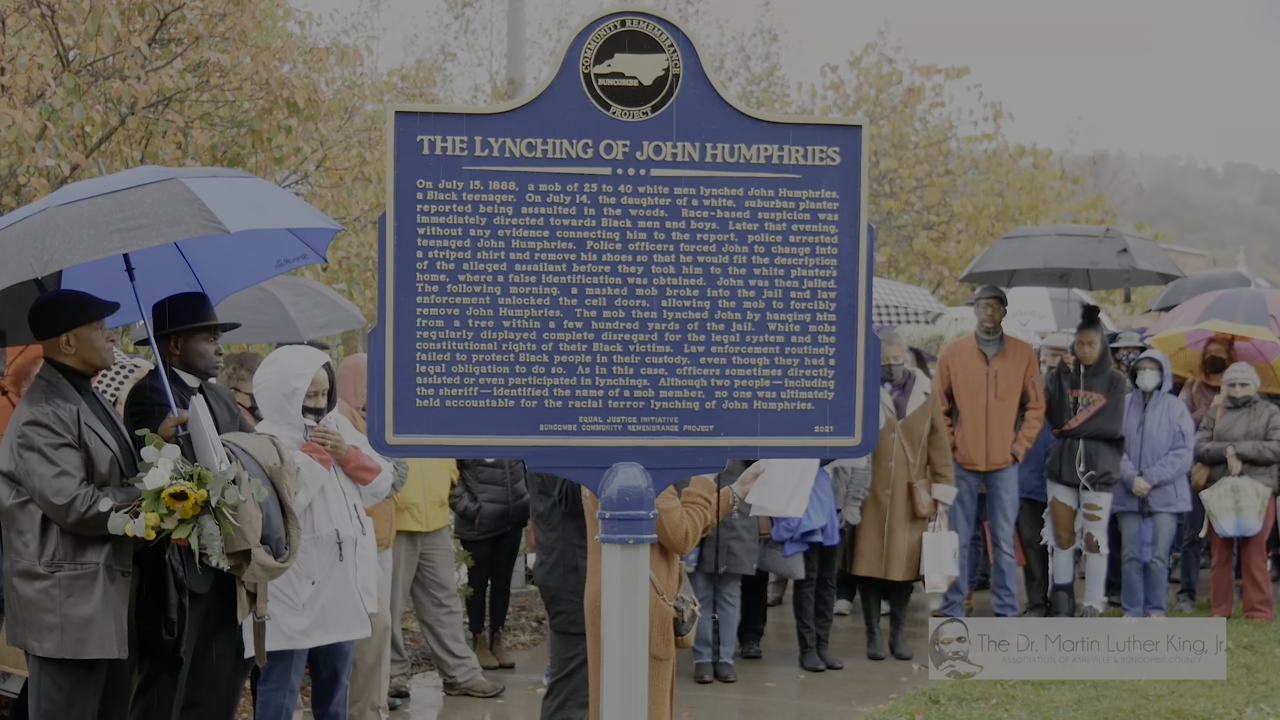 COMMUNITY REMEMBRANCE
BUNCOMBE
PROJECT
THE LYNCHING OF JOHN HUMPHRIES
On July 15, 1888, a mob of 25 to 40 white men lynched John Humphries,
a Black teenager. On July 14, the daughter of a white, suburban planter
reported being assaulted in the woods. Race-based suspicion was
immediately directed towards Black men and boys. Later that evening,
without any evidence connecting him to the report, police arrested
teenaged John Humphries. Police officers forced John to change into
a striped shirt and remove his shoes so that he would fit the description
of the alleged assailant before they took him to the white planter's
home, where a false identification was obtained. John was then jailed.
The following morning, a masked mob broke into the jail and law
enforcement unlocked the cell doors, allowing the mob to forcibly
remove John Humphries. The mob then lynched John by hanging him
from a tree within a few hundred yards of the jail. White mobs
regularly displayed complete disregard for the legal system and the
constitutional rights of their Black victims. Law enforcement routinely
failed to protect Black people in their custody, even though they had a
legal obligation to do so. As in this case, officers sometimes directly
assisted or even participated in lynchings. Although two people—including
the sheriff—identified the name of a mob member, no one was ultimately
held accountable for the racial terror lynching of John Humphries.
EQUAL JUSTICE INITIATIVE
BUNCOMBE COMMUNITY REMEMBRANCE PROJECT 2021
The Dr. Martin Luther King, Jr.
ASSOCIATION OF ASHEVILLE & BUNCOMBE COUNTY